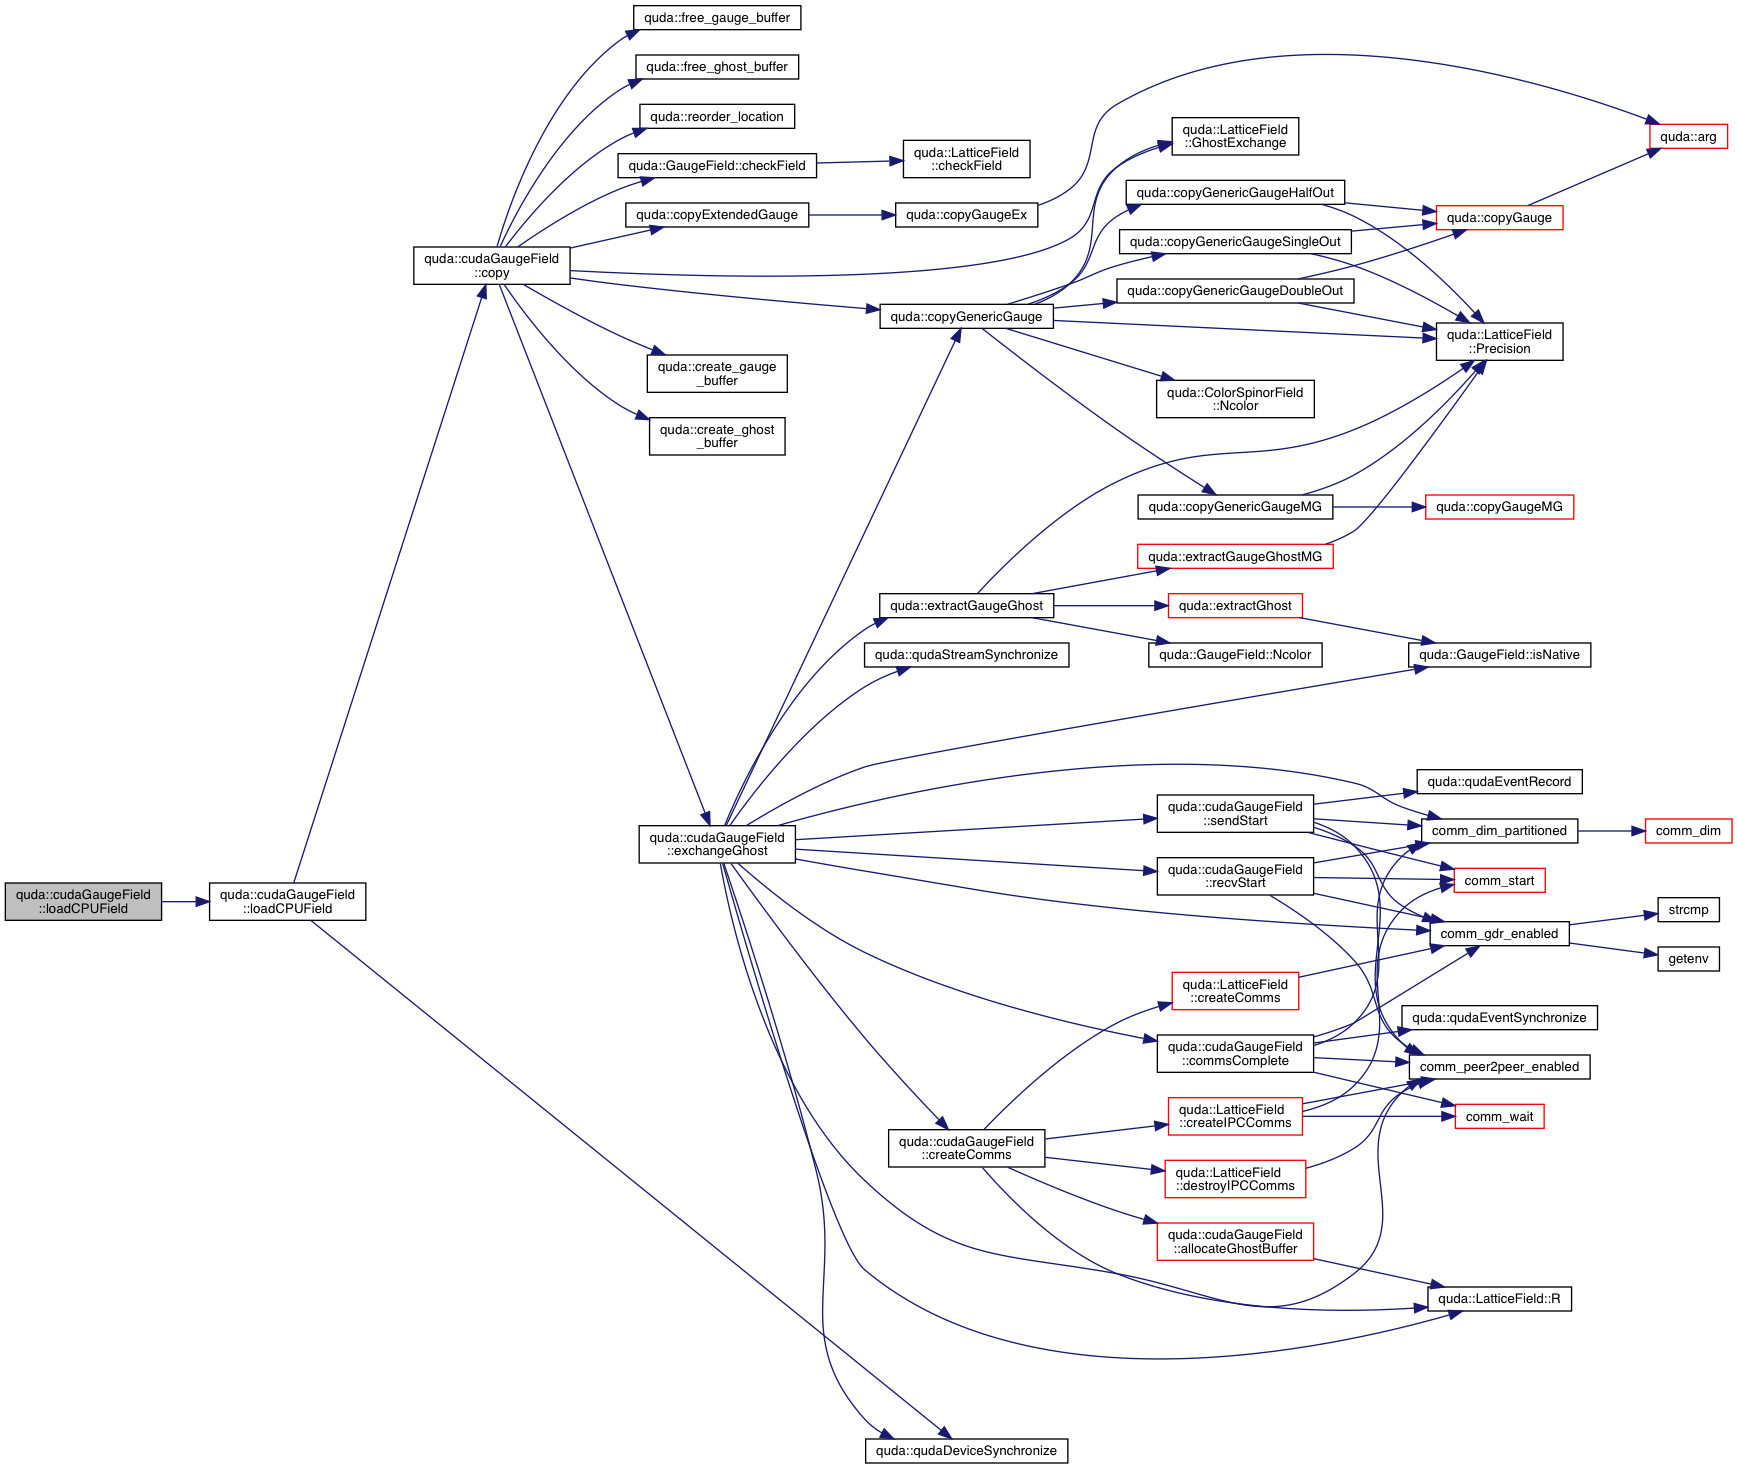 quda::cudaGaugeField
::loadCPUField
quda::cudaGaugeField
::loadCPUField
quda::cudaGaugeField
::copy
quda::free_gauge_buffer
quda::free_ghost_buffer
quda::reorder_location
quda::GaugeField::checkField
quda::LatticeField
::checkField
quda::copyExtendedGauge
quda::copyGaugeEx
quda::arg
quda::LatticeField
::GhostExchange
quda::copyGenericGauge
quda::copyGenericGaugeHalfOut
quda::copyGenericGaugeSingleOut
quda::copyGenericGaugeDoubleOut
quda::copyGauge
quda::LatticeField
::Precision
quda::ColorSpinorField
::Ncolor
quda::create_gauge
_buffer
quda::create_ghost
_buffer
quda::copyGenericGaugeMG
quda::copyGaugeMG
quda::extractGaugeGhostMG
quda::extractGaugeGhost
quda::extractGhost
quda::GaugeField::Ncolor
quda::GaugeField::isNative
quda::qudaStreamSynchronize
quda::cudaGaugeField
::exchangeGhost
quda::cudaGaugeField
::sendStart
quda::qudaEventRecord
comm_dim_partitioned
comm_dim
quda::cudaGaugeField
::recvStart
comm_start
comm_gdr_enabled
strcmp
getenv
quda::LatticeField
::createComms
quda::cudaGaugeField
::commsComplete
quda::qudaEventSynchronize
comm_peer2peer_enabled
quda::LatticeField
::createIPCComms
comm_wait
quda::cudaGaugeField
::createComms
quda::LatticeField
::destroyIPCComms
quda::cudaGaugeField
::allocateGhostBuffer
quda::LatticeField::R
quda::qudaDeviceSynchronize